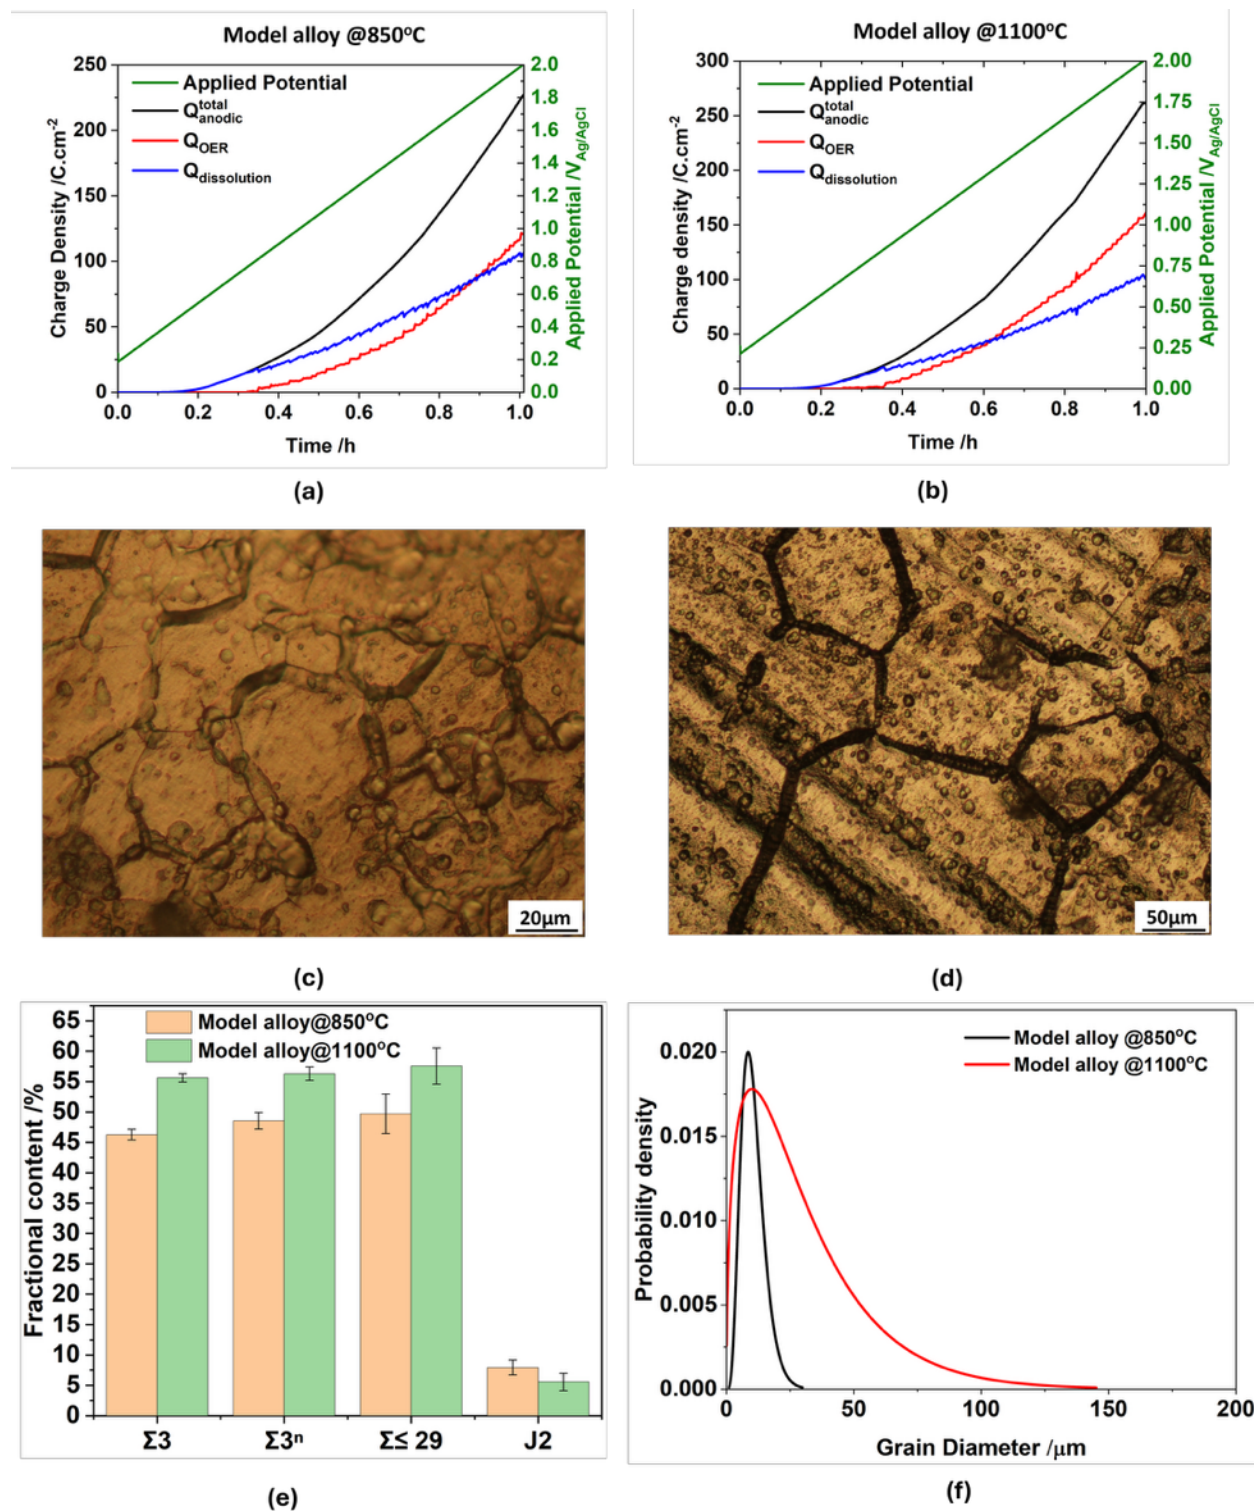 Model alloy @850°C
Applied Potential
Q total anodic
Q OER
Q dissolution
Charge Density /C.cm⁻²
250
200
150
100
50
0
Applied Potential /V Ag/AgCl
2.0
1.8
1.6
1.4
1.2
1.0
0.8
0.6
0.4
0.2
0.0
0.0 0.2 0.4 0.6 0.8 1.0
Time /h
(a)
Model alloy @1100°C
Applied Potential
Q total anodic
Q OER
Q dissolution
Charge density /C.cm⁻²
300
250
200
150
100
50
0
Applied Potential /V Ag/AgCl
2.00
1.75
1.50
1.25
1.00
0.75
0.50
0.25
0.00
0.0 0.2 0.4 0.6 0.8 1.0
Time /h
(b)
20μm
(c)
50μm
(d)
Model alloy@850°C
Model alloy@1100°C
Fractional content /%
65
60
55
50
45
40
35
30
25
20
15
10
5
0
Σ3 Σ3ⁿ Σ≤ 29 J2
(e)
Model alloy @850°C
Model alloy @1100°C
Probability density
0.020
0.015
0.010
0.005
0.000
0 50 100 150 200
Grain Diameter /μm
(f)